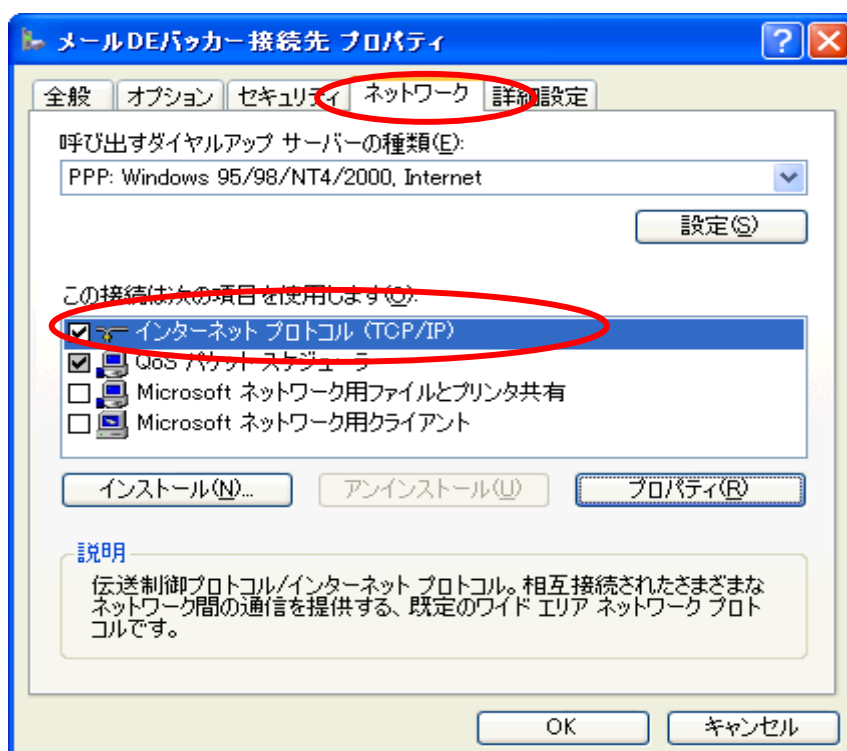 メールDEパッカー接続先 プロパティ
全般 オプション セキュリティ ネットワーク 詳細設定
呼び出すダイヤルアップ サーバーの種類(E):
PPP: Windows 95/98/NT4/2000, Internet
設定(S)
この接続は次の項目を使用します(O):
インターネット プロトコル (TCP/IP)
QoS パケット スケジューラ
Microsoft ネットワーク用ファイルとプリンタ共有
Microsoft ネットワーク用クライアント
インストール(N)... アンインストール(U) プロパティ(R)
説明
伝送制御プロトコル/インターネット プロトコル。相互接続されたさまざまな
ネットワーク間の通信を提供する、既定のワイド エリア ネットワーク プロト
コルです。
OK キャンセル